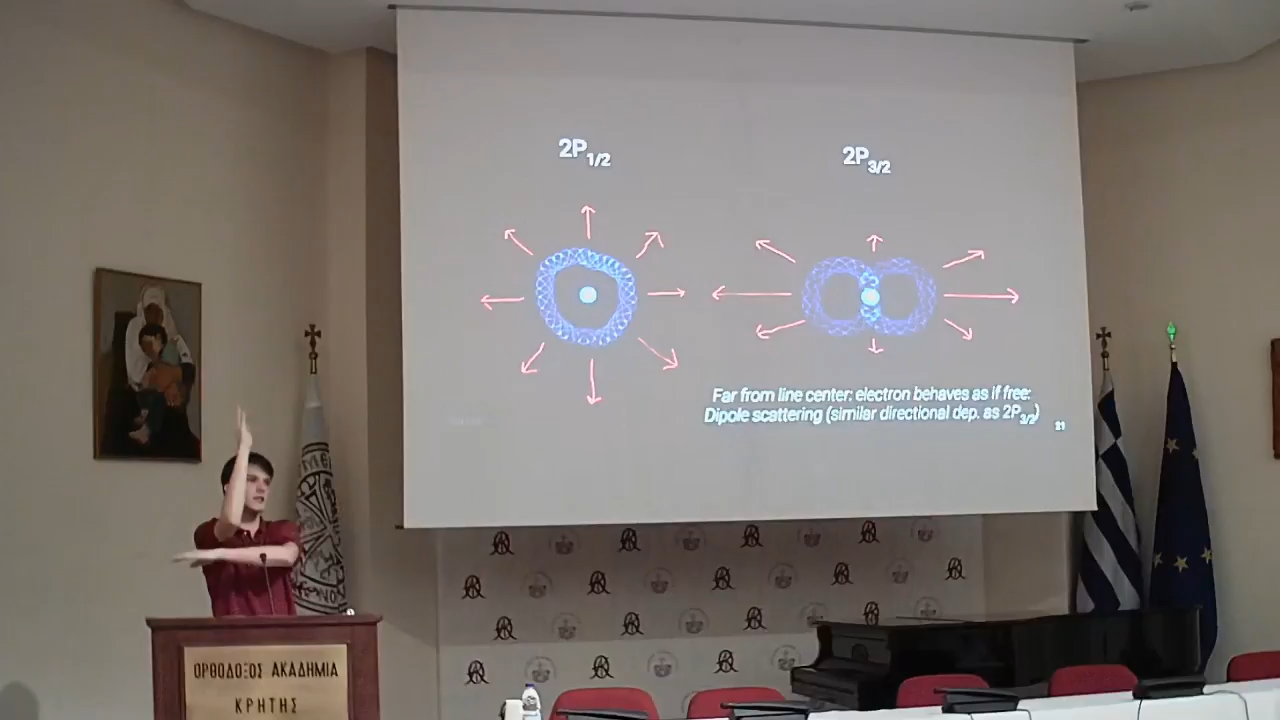 2P1/2
2P3/2
Far from line center: electron behaves as if free:
Dipole scattering (similar directional dep. as 2P3/2)
21
ΟΡΘΟΔΟΞΟΣ ΑΚΑΔΗΜΙΑ
ΚΡΗΤΗΣ